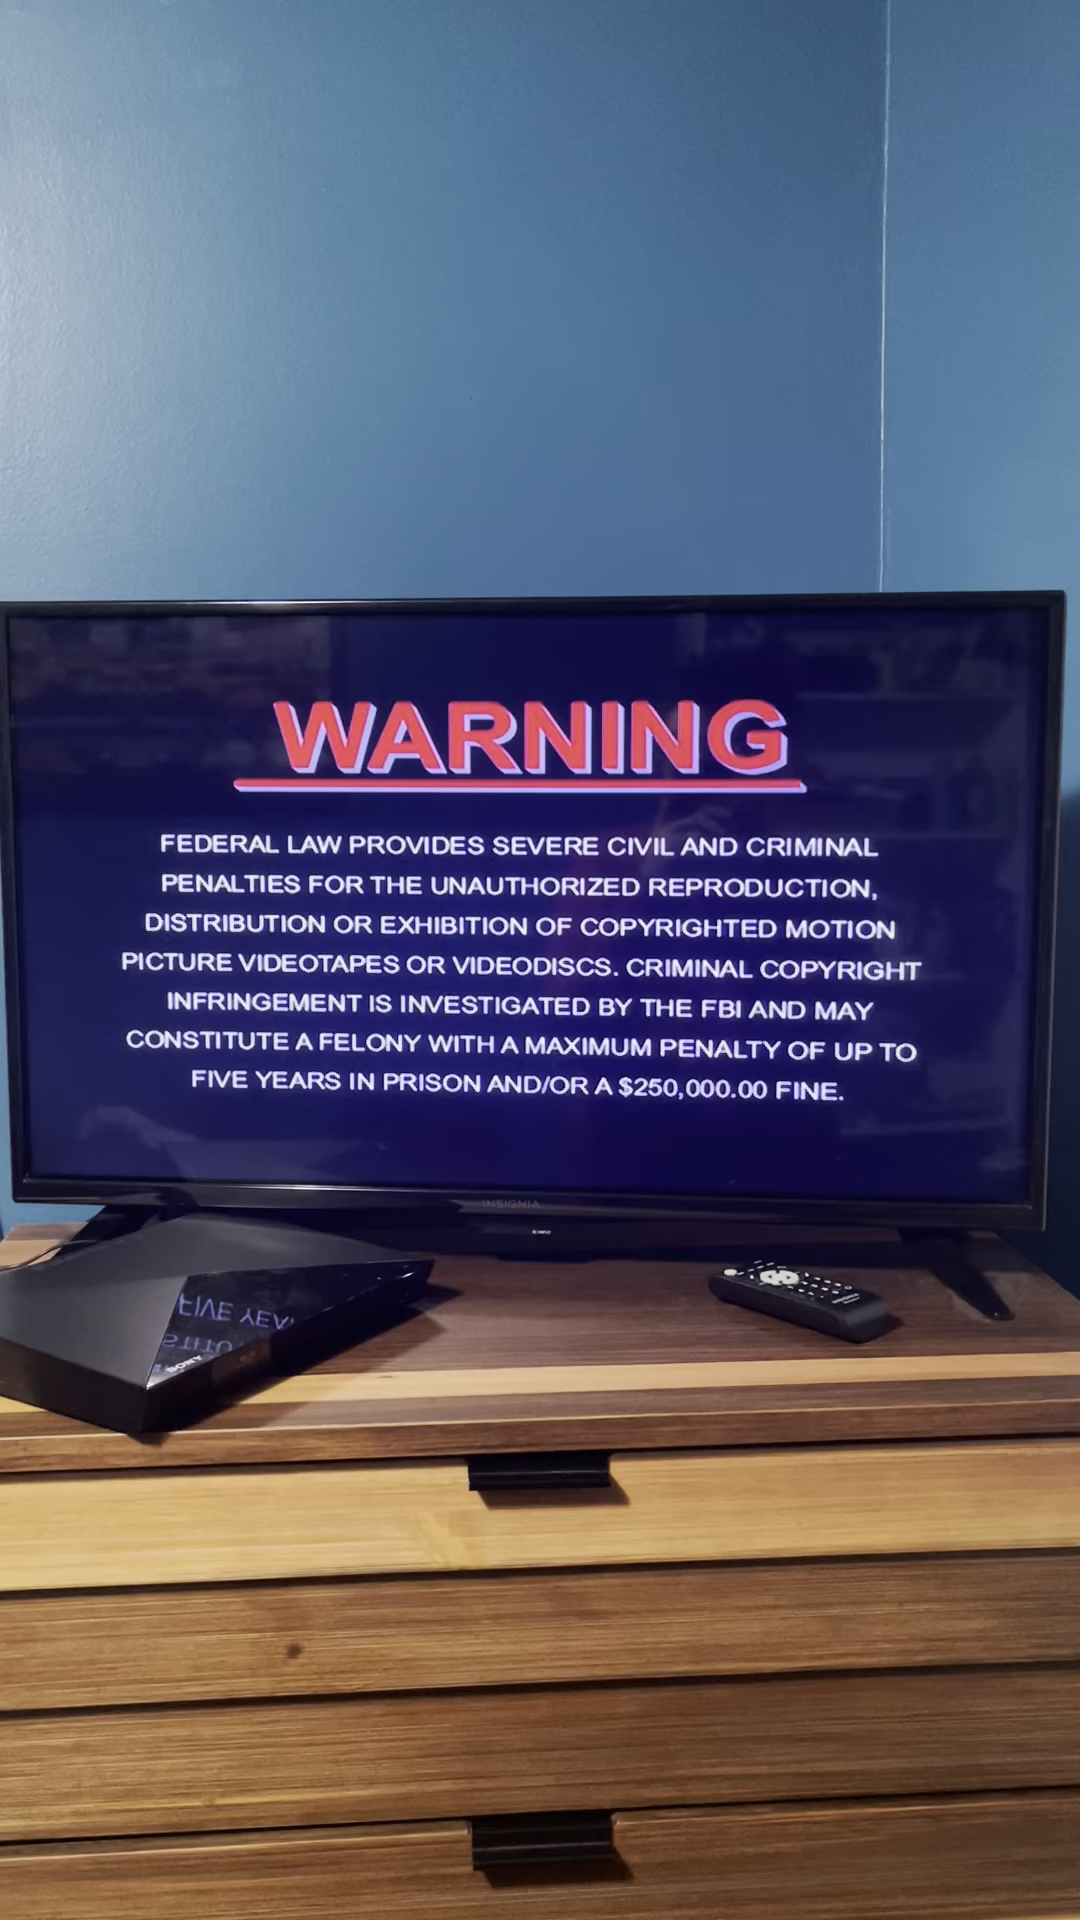 WARNING
FEDERAL LAW PROVIDES SEVERE CIVIL AND CRIMINAL
PENALTIES FOR THE UNAUTHORIZED REPRODUCTION,
DISTRIBUTION OR EXHIBITION OF COPYRIGHTED MOTION
PICTURE VIDEOTAPES OR VIDEODISCS. CRIMINAL COPYRIGHT
INFRINGEMENT IS INVESTIGATED BY THE FBI AND MAY
CONSTITUTE A FELONY WITH A MAXIMUM PENALTY OF UP TO
FIVE YEARS IN PRISON AND/OR A $250,000.00 FINE.
INSIGNIA
SONY